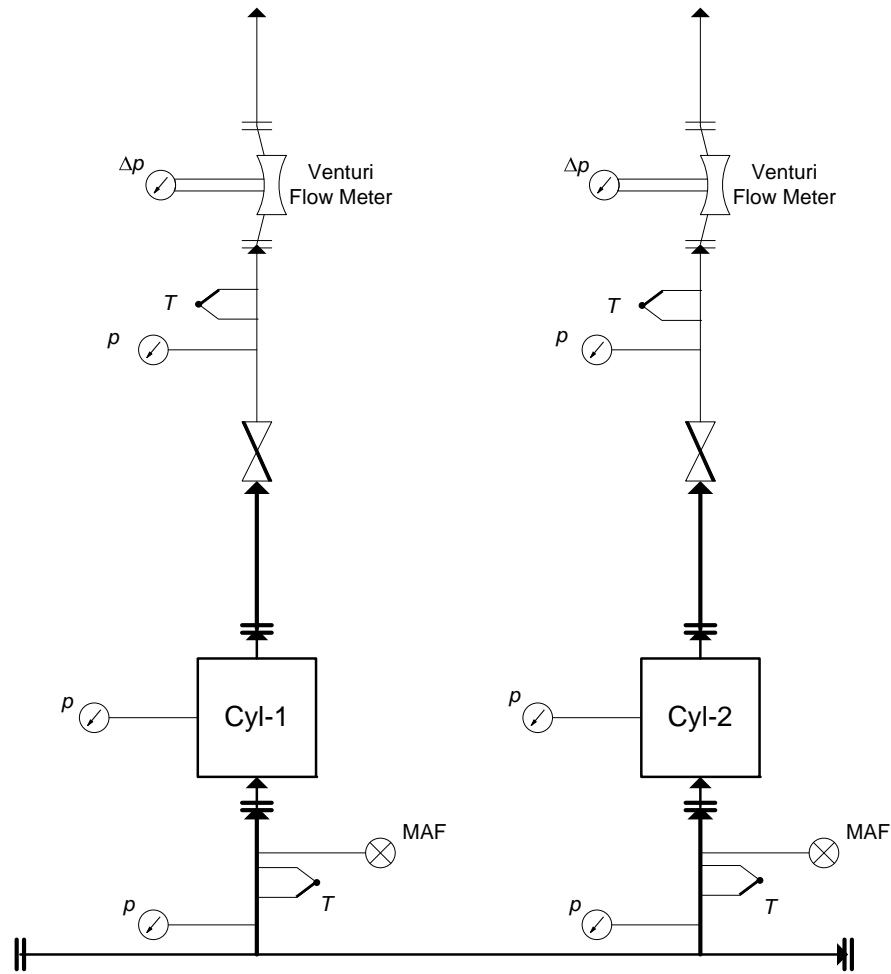 Δp
Venturi
Flow Meter
Δp
Venturi
Flow Meter
T
T
p
p
p
Cyl-1
p
Cyl-2
MAF
MAF
T
T
p
p